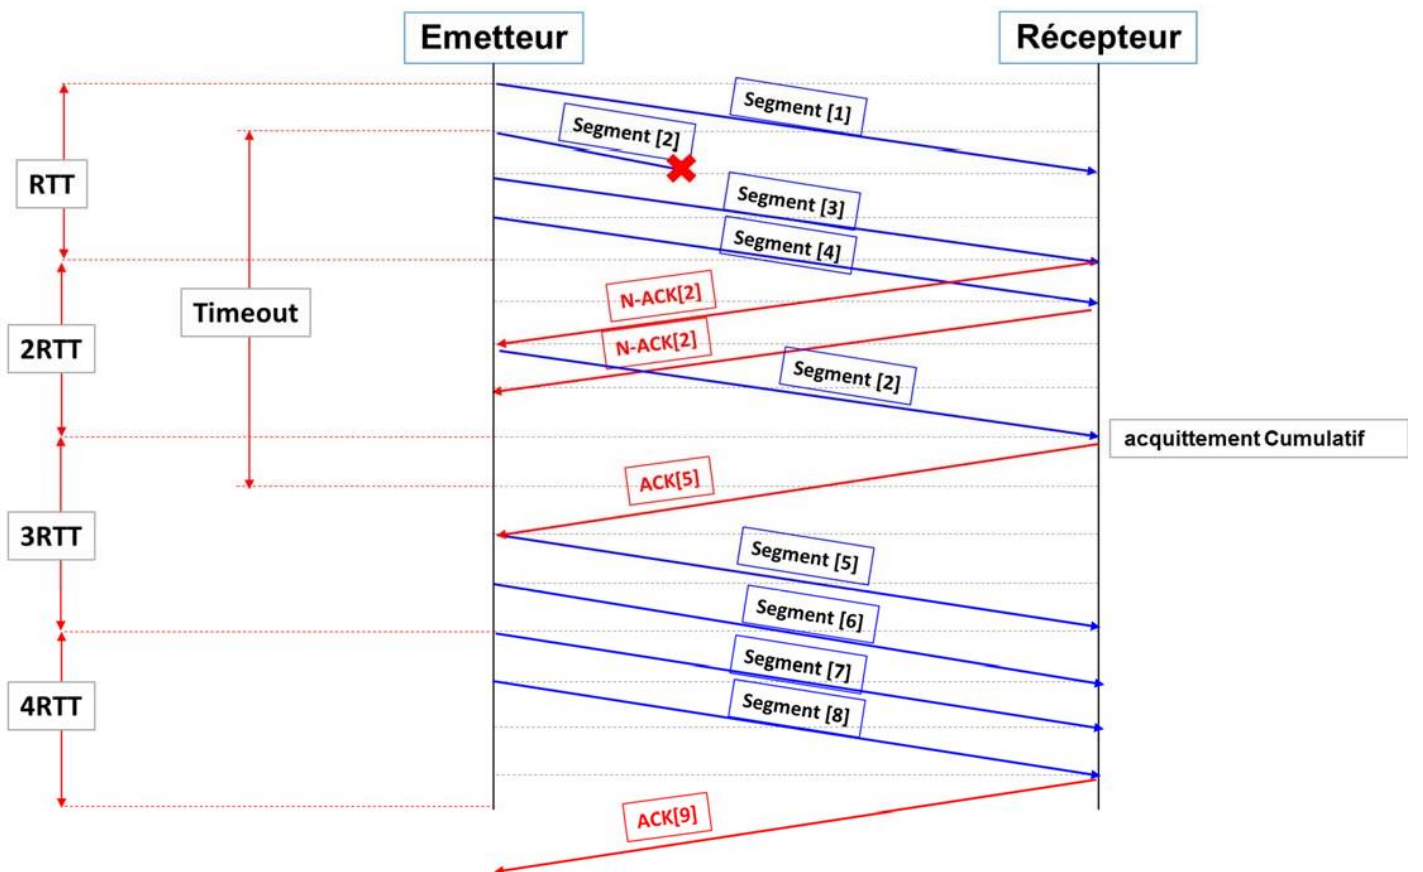 Emetteur
Récepteur
Segment [1]
Segment [2]
RTT
Segment [3]
Segment [4]
N-ACK[2]
Timeout
N-ACK[2]
2RTT
Segment [2]
acquittement Cumulatif
ACK[5]
3RTT
Segment [5]
Segment [6]
Segment [7]
4RTT
Segment [8]
ACK[9]